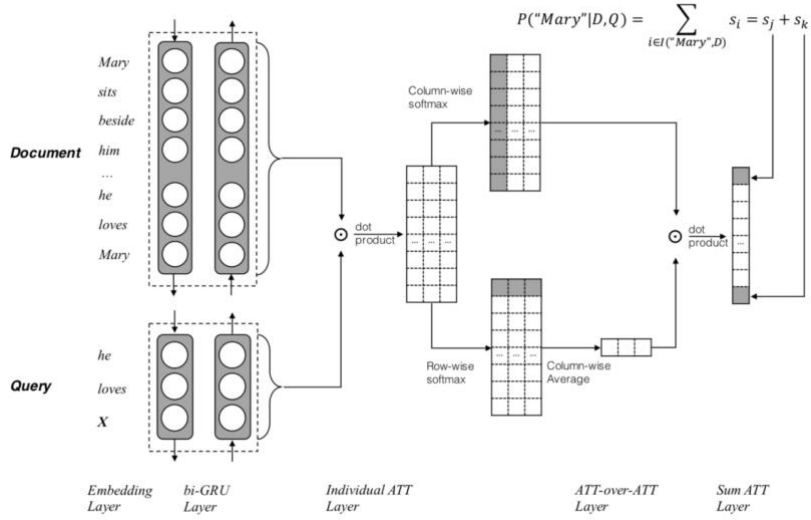 P("Mary"|D,Q) = ∑ s_i = s_j + s_k
i∈I("Mary",D)
Mary
sits
beside
him
...
he
loves
Mary
Document
Column-wise
softmax
... ... ...
dot
product
... ... ...
dot
product
...
he
loves
X
Query
Row-wise
softmax
... ... ...
Column-wise
Average
Embedding
Layer
bi-GRU
Layer
Individual ATT
Layer
ATT-over-ATT
Layer
Sum ATT
Layer